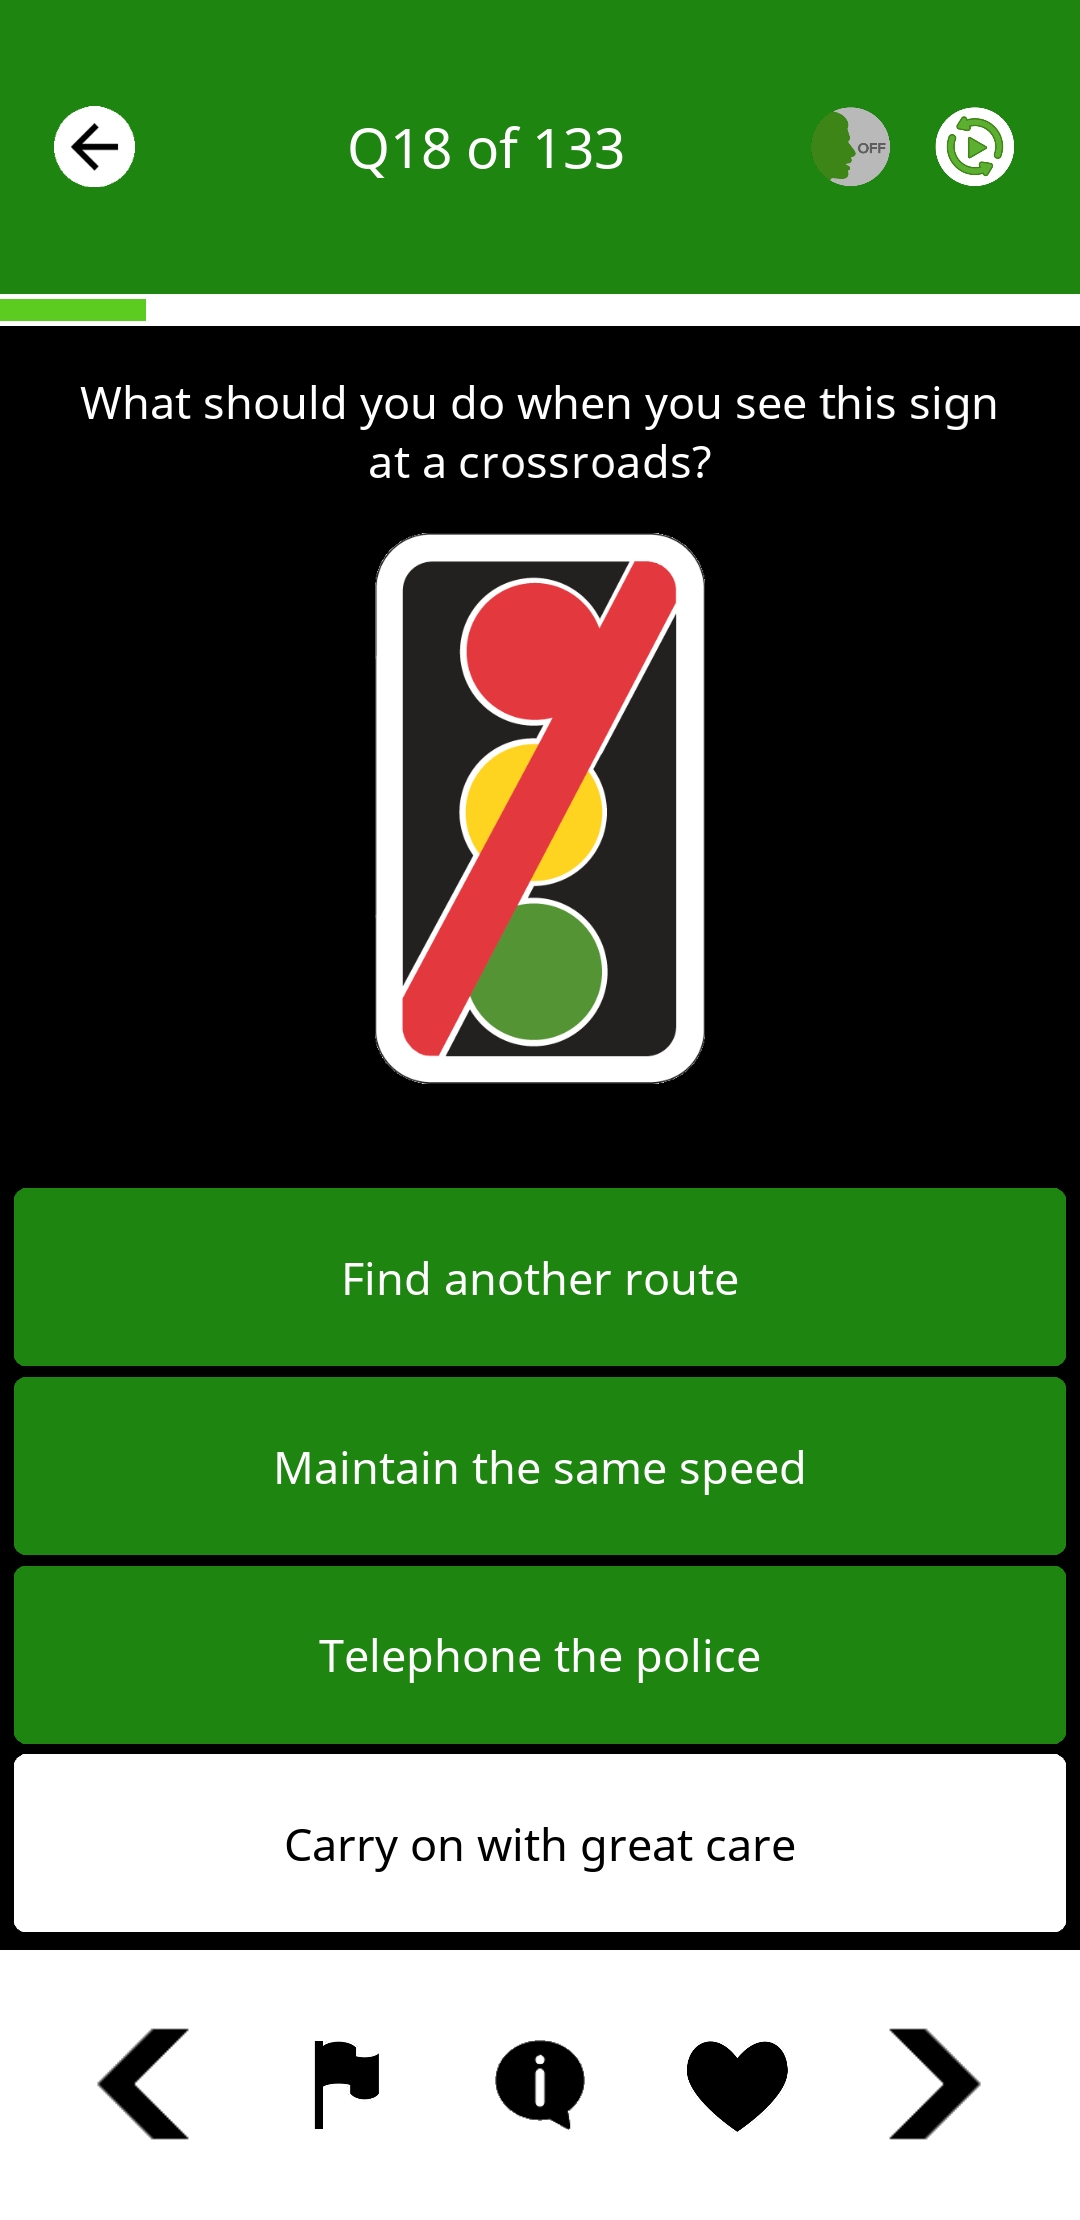 Q18 of 133
OFF
What should you do when you see this sign
at a crossroads?
Find another route
Maintain the same speed
Telephone the police
Carry on with great care